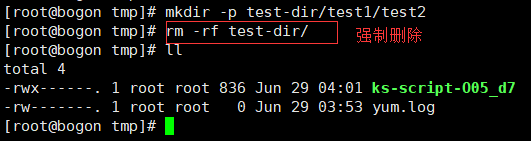 [root@bogon tmp]# mkdir -p test-dir/test1/test2
[root@bogon tmp]# rm -rf test-dir/ 强制删除
[root@bogon tmp]# ll
total 4
-rwx------. 1 root root 836 Jun 29 04:01 ks-script-O05_d7
-rw-------. 1 root root   0 Jun 29 03:53 yum.log
[root@bogon tmp]#